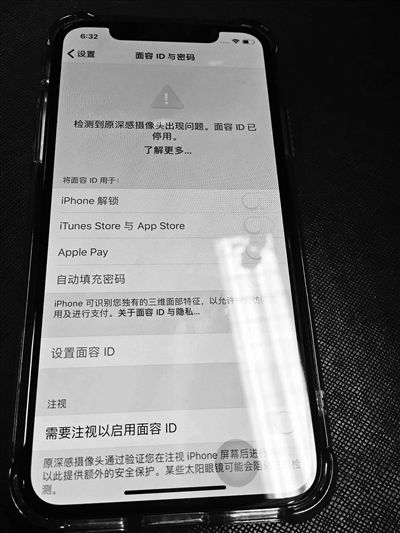 6:32
设置
面容 ID 与密码
检测到原深感摄像头出现问题。面容 ID 已
停用。
了解更多...
将面容 ID 用于：
iPhone 解锁
iTunes Store 与 App Store
Apple Pay
自动填充密码
iPhone 可识别您独有的三维面部特征，以允许
用及进行支付。关于面容 ID 与隐私...
设置面容 ID
注视
需要注视以启用面容 ID
原深感摄像头通过验证您在注视 iPhone 屏幕后进
以此提供额外的安全保护。某些太阳眼镜可能会阻
测。